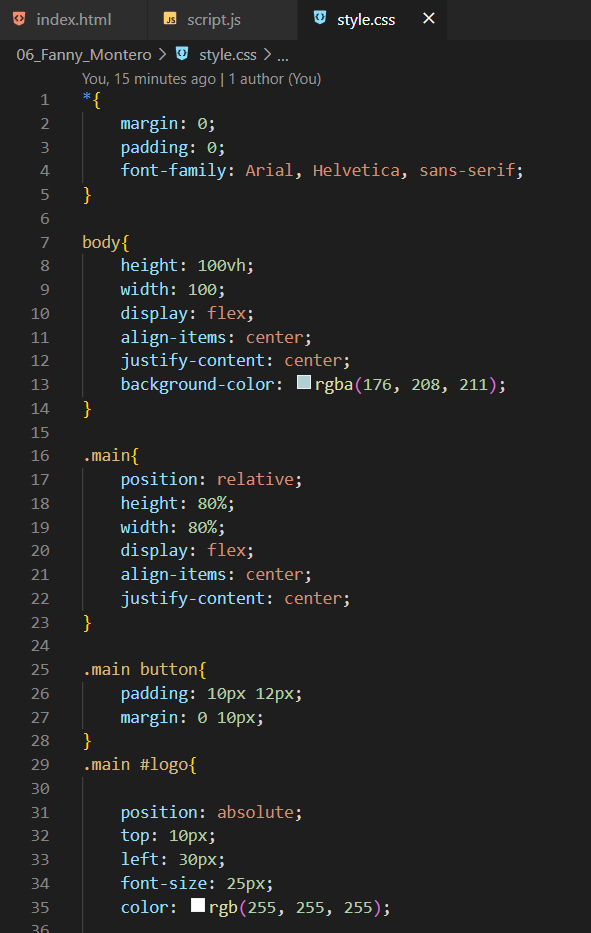 index.html script.js style.css
06_Fanny_Montero > style.css > ...
You, 15 minutes ago | 1 author (You)
1 *{
2 margin: 0;
3 padding: 0;
4 font-family: Arial, Helvetica, sans-serif;
5 }
6
7 body{
8 height: 100vh;
9 width: 100;
10 display: flex;
11 align-items: center;
12 justify-content: center;
13 background-color: rgba(176, 208, 211);
14 }
15
16 .main{
17 position: relative;
18 height: 80%;
19 width: 80%;
20 display: flex;
21 align-items: center;
22 justify-content: center;
23 }
24
25 .main button{
26 padding: 10px 12px;
27 margin: 0 10px;
28 }
29 .main #logo{
30
31 position: absolute;
32 top: 10px;
33 left: 30px;
34 font-size: 25px;
35 color: rgb(255, 255, 255);
36